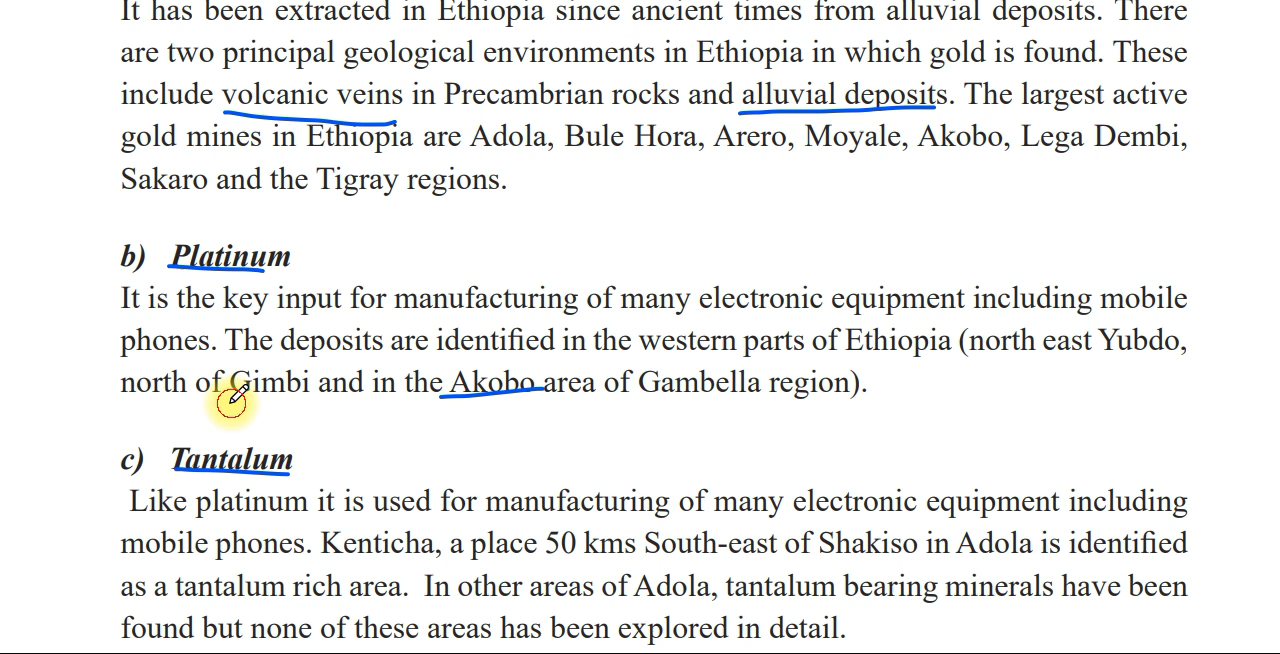 It has been extracted in Ethiopia since ancient times from alluvial deposits. There
are two principal geological environments in Ethiopia in which gold is found. These
include volcanic veins in Precambrian rocks and alluvial deposits. The largest active
gold mines in Ethiopia are Adola, Bule Hora, Arero, Moyale, Akobo, Lega Dembi,
Sakaro and the Tigray regions.
b) Platinum
It is the key input for manufacturing of many electronic equipment including mobile
phones. The deposits are identified in the western parts of Ethiopia (north east Yubdo,
north of Gimbi and in the Akobo area of Gambella region).
c) Tantalum
Like platinum it is used for manufacturing of many electronic equipment including
mobile phones. Kenticha, a place 50 kms South-east of Shakiso in Adola is identified
as a tantalum rich area. In other areas of Adola, tantalum bearing minerals have been
found but none of these areas has been explored in detail.